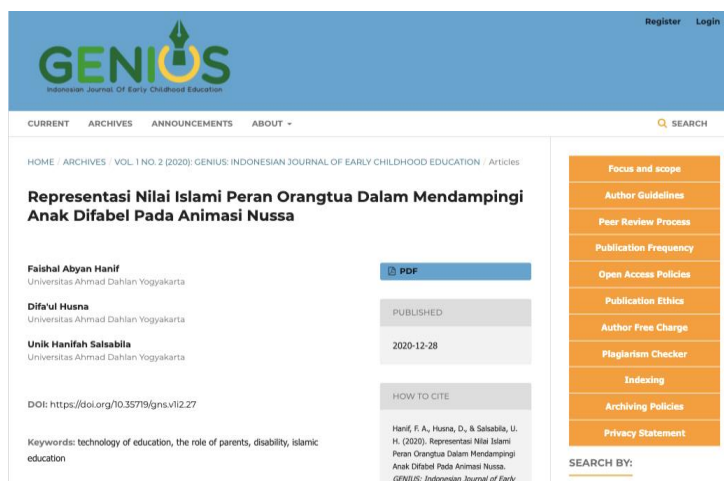 Register Login
GENIUS
Indonesian Journal Of Early Childhood Education
CURRENT ARCHIVES ANNOUNCEMENTS ABOUT
SEARCH
HOME / ARCHIVES / VOL. 1 NO. 2 (2020): GENIUS: INDONESIAN JOURNAL OF EARLY CHILDHOOD EDUCATION / Articles
Representasi Nilai Islami Peran Orangtua Dalam Mendampingi
Anak Difabel Pada Animasi Nussa
Faishal Abyan Hanif
Universitas Ahmad Dahlan Yogyakarta
Difa'ul Husna
Universitas Ahmad Dahlan Yogyakarta
Unik Hanifah Salsabila
Universitas Ahmad Dahlan Yogyakarta
DOI: https://doi.org/10.35719/gns.v1i2.27
Keywords: technology of education, the role of parents, disability, islamic
education
PDF
PUBLISHED
2020-12-28
HOW TO CITE
Hanif, F. A., Husna, D., & Salsabila, U.
H. (2020). Representasi Nilai Islami
Peran Orangtua Dalam Mendampingi
Anak Difabel Pada Animasi Nussa.
GENIUS: Indonesian Journal of Early
Focus and scope
Author Guidelines
Peer Review Process
Publication Frequency
Open Access Policies
Publication Ethics
Author Free Charge
Plagiarism Checker
Indexing
Archiving Policies
Privacy Statement
SEARCH BY: